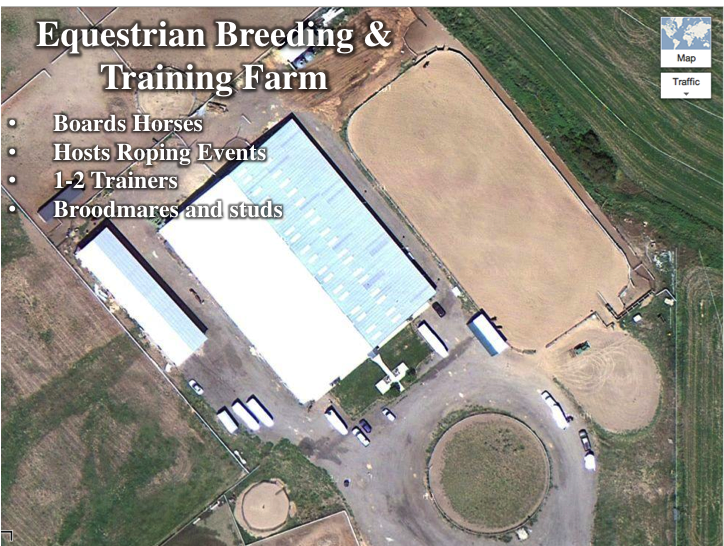 Equestrian Breeding &
Training Farm
• Boards Horses
• Hosts Roping Events
• 1-2 Trainers
• Broodmares and studs
Map
Traffic